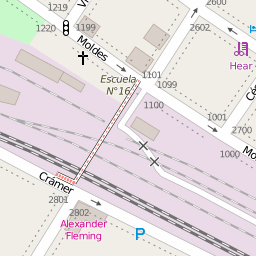 1219
1199
V
2602
1220
Moldes
Hear
Escuela
N°16
1101
1099
1100
Cé
1001
2700
1000
Mo
Crámer
2801
2802
Alexander
Fleming
P